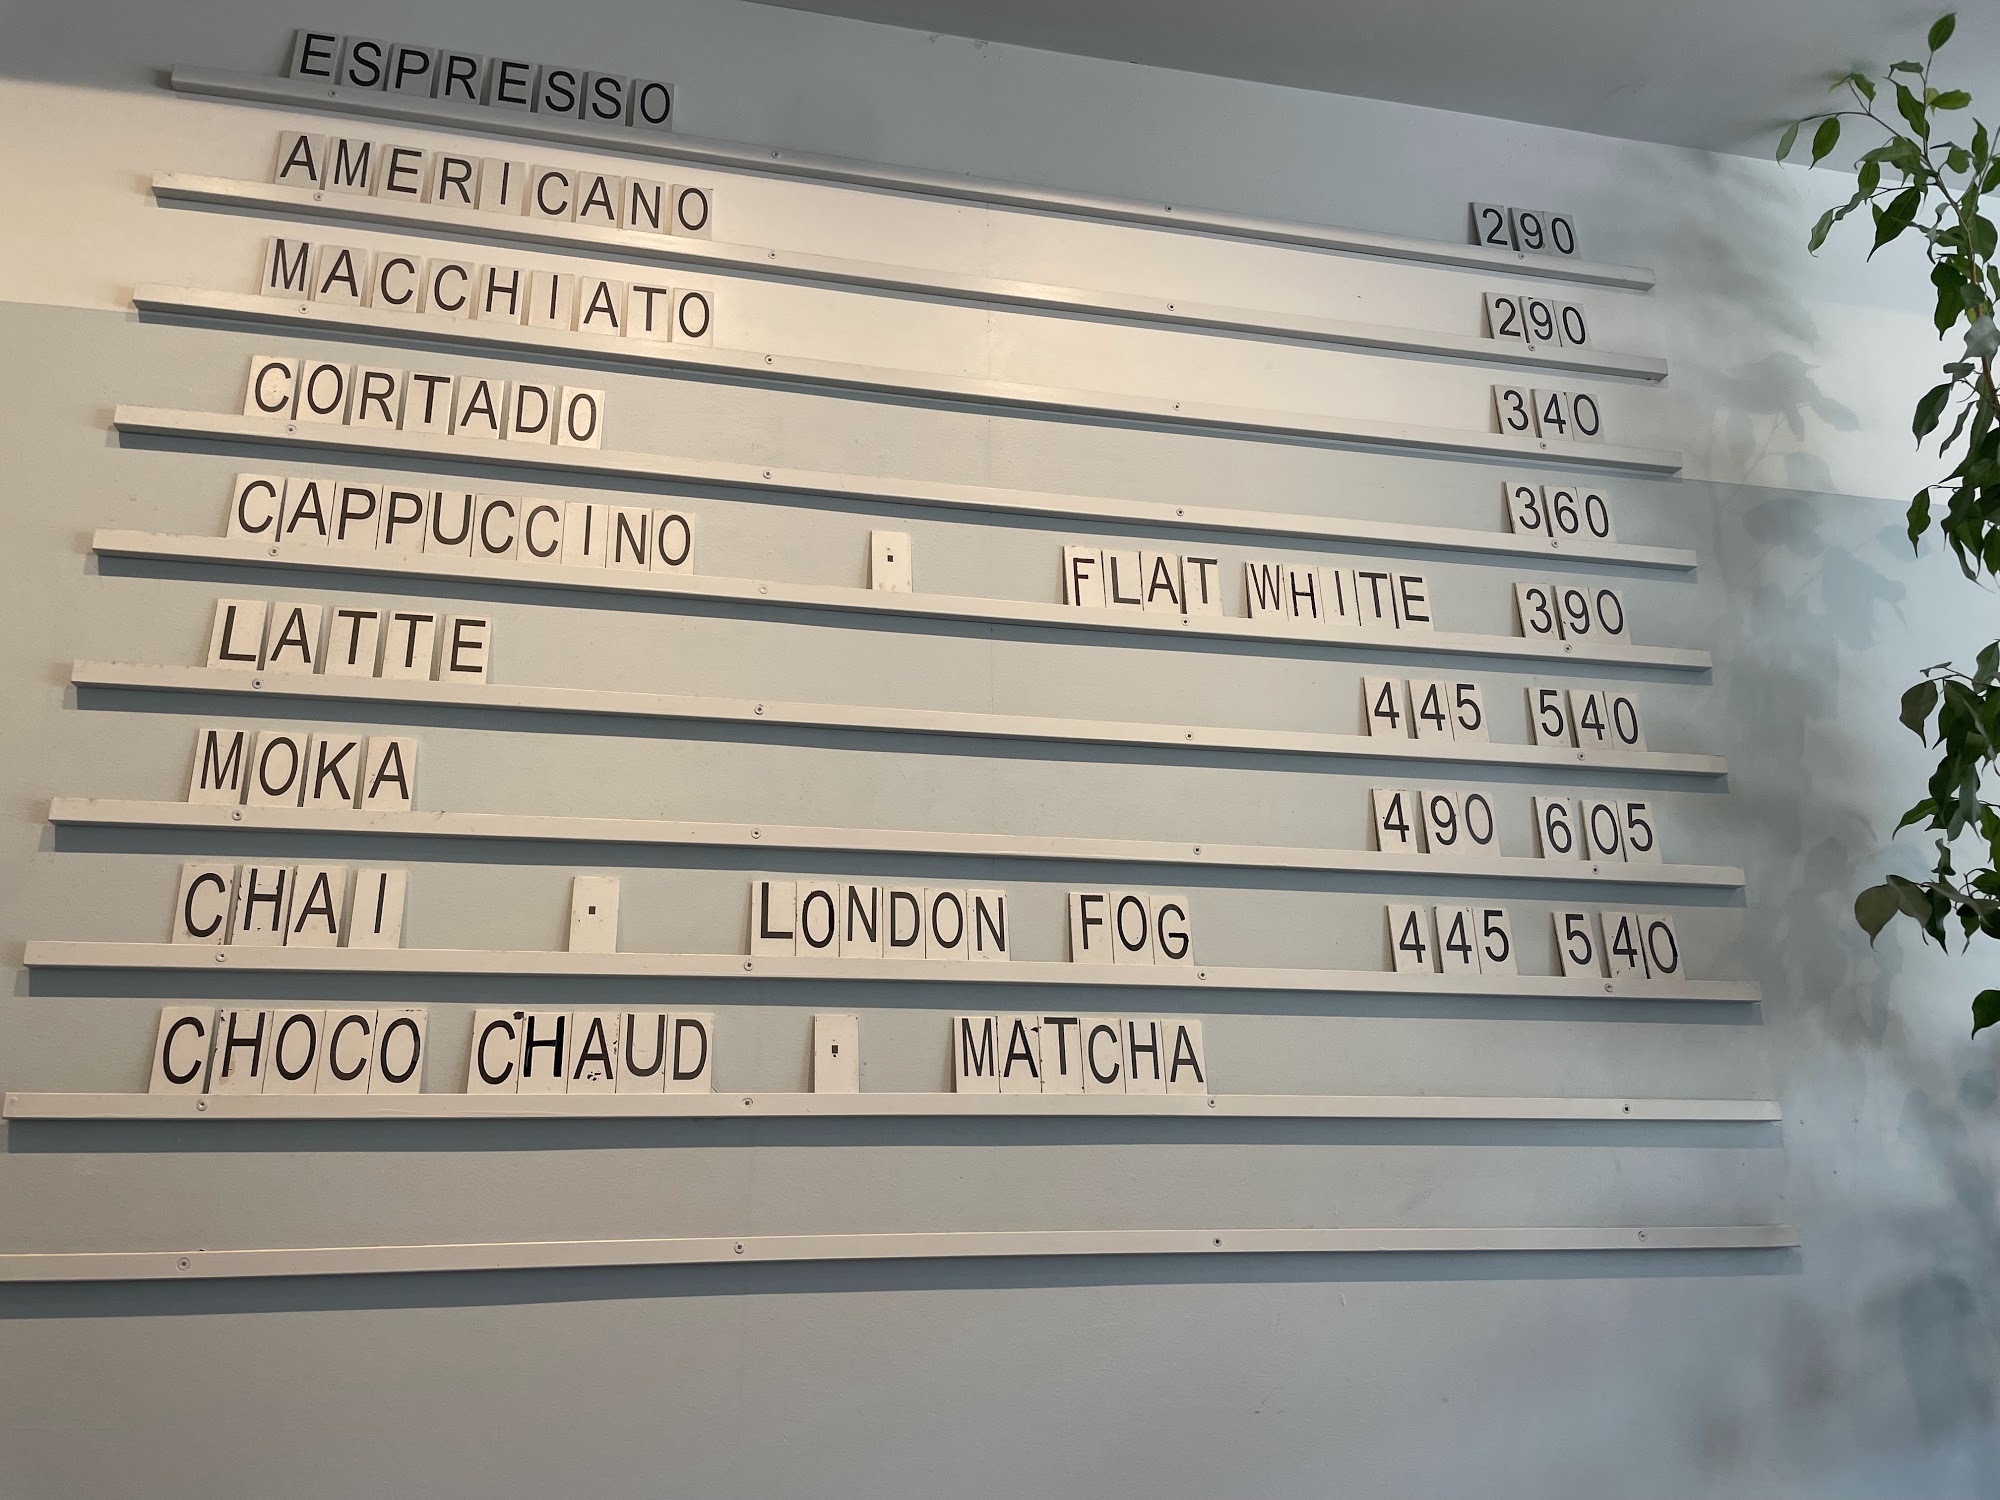 ESPRESSO 290
AMERICANO 290
MACCHIATO 340
CORTADO 360
CAPPUCCINO · FLAT WHITE 390
LATTE 445 540
MOKA 490 605
CHAI · LONDON FOG 445 540
CHOCO CHAUD · MATCHA